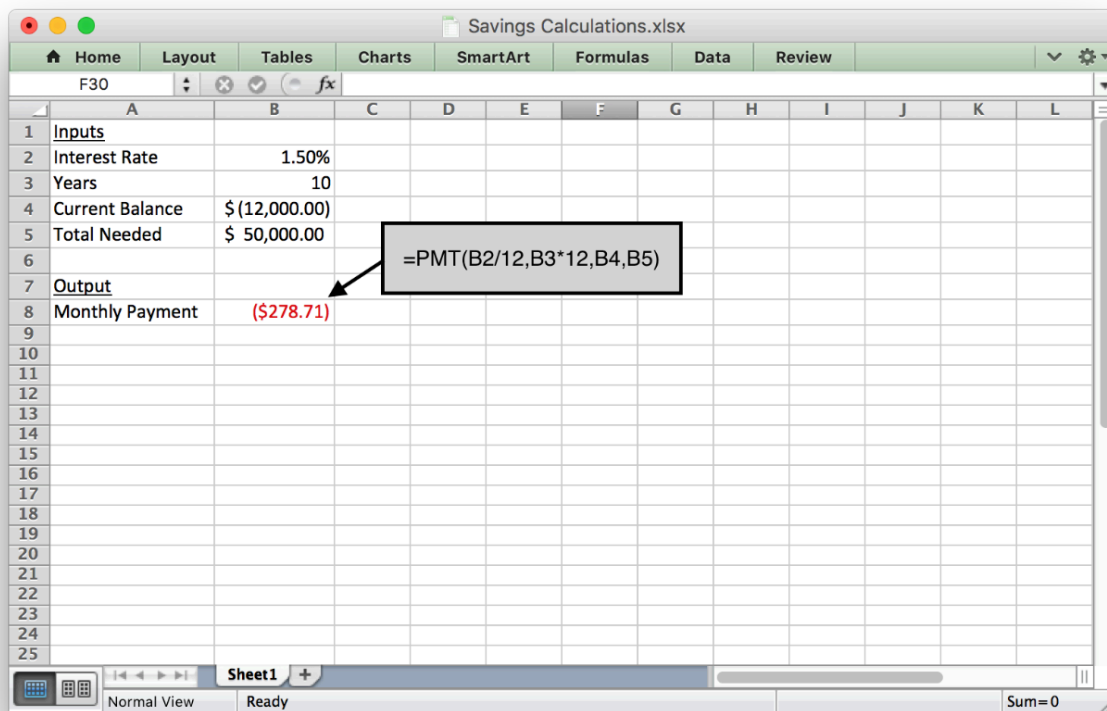 Savings Calculations.xlsx
Home Layout Tables Charts SmartArt Formulas Data Review
F30 fx
A B C D E F G H I J K L
1 Inputs
2 Interest Rate 1.50%
3 Years 10
4 Current Balance $(12,000.00)
5 Total Needed $ 50,000.00
=PMT(B2/12,B3*12,B4,B5)
6
7 Output
8 Monthly Payment ($278.71)
9
10
11
12
13
14
15
16
17
18
19
20
21
22
23
24
25
Sheet1 +
Normal View Ready Sum=0